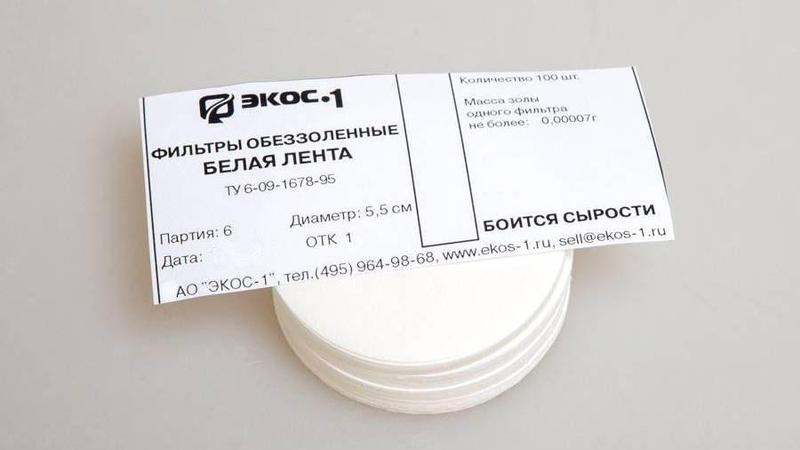 ЭКОС·1
ФИЛЬТРЫ ОБЕЗЗОЛЕННЫЕ
БЕЛАЯ ЛЕНТА
ТУ 6-09-1678-95
Партия: 6
Диаметр: 5,5 см
Дата:
ОТК 1
Количество 100 шт.
Масса золы
одного фильтра
не более: 0,00007г
БОИТСЯ СЫРОСТИ
АО "ЭКОС-1", тел.(495) 964-98-68, www.ekos-1.ru, sell@ekos-1.ru